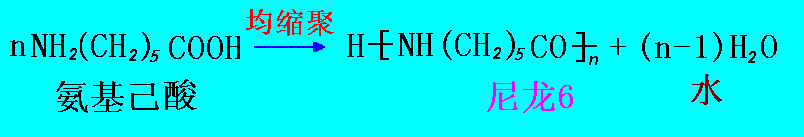 均缩聚
nNH₂(CH₂)₅COOH → H-[NH(CH₂)₅CO]-ₙ + (n-1)H₂O
氨基己酸 尼龙6 水